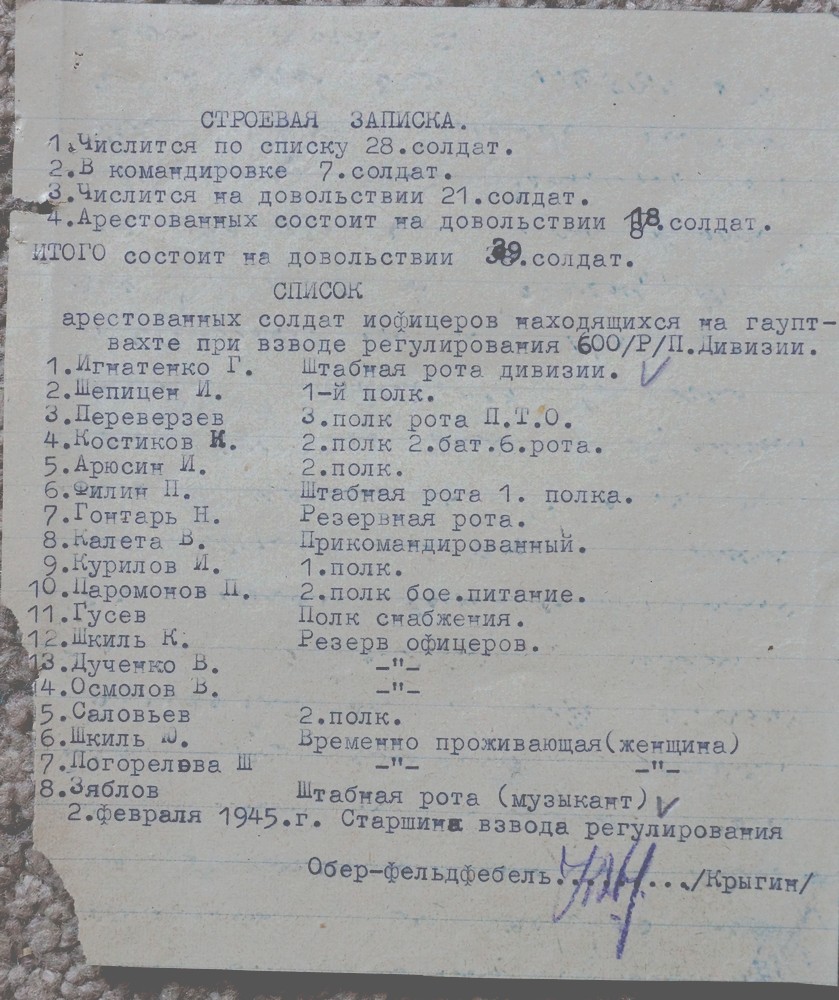 СТРОЕВАЯ ЗАПИСКА.
1.Числится по списку 28.солдат.
2.В командировке 7.солдат.
3.Числится на довольствии 21.солдат.
4.Арестованных состоит на довольствии 18.солдат.
ИТОГО состоит на довольствии 39.солдат.
СПИСОК
арестованных солдат иофицеров находящихся на гаупт-
вахте при взводе регулирования 600/Р/П.Дивизии.
1.Игнатенко Г. Штабная рота дивизии.
2.Шепицен И. 1-й полк.
3.Переверзев 3.полк рота П.Т.О.
4.Костиков К. 2.полк 2.бат.6.рота.
5.Арюсин И. 2.полк.
6.Филин П. Штабная рота 1. полка.
7.Гонтарь Н. Резервная рота.
8.Калета В. Прикомандированный.
9.Курилов И. 1.полк.
10.Паромонов П. 2.полк бое.питание.
11.Гусев Полк снабжения.
12.Шкиль К. Резерв офицеров.
13.Дученко В. -"-
14.Осмолов В. -"-
5.Саловьев 2.полк.
6.Шкиль Ю. Временно проживающая(женщина)
7.Погорелова Ш -"- -"-
8.Зяблов Штабная рота (музыкант)
2.февраля 1945.г. Старшина взвода регулирования
Обер-фельдфебель........./Крыгин/